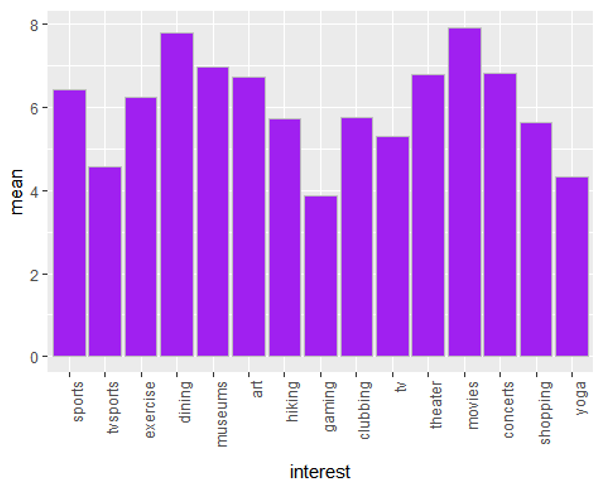 8
6
4
2
0
mean
sports
tvsports
exercise
dining
museums
art
hiking
gaming
clubbing
tv
theater
movies
concerts
shopping
yoga
interest